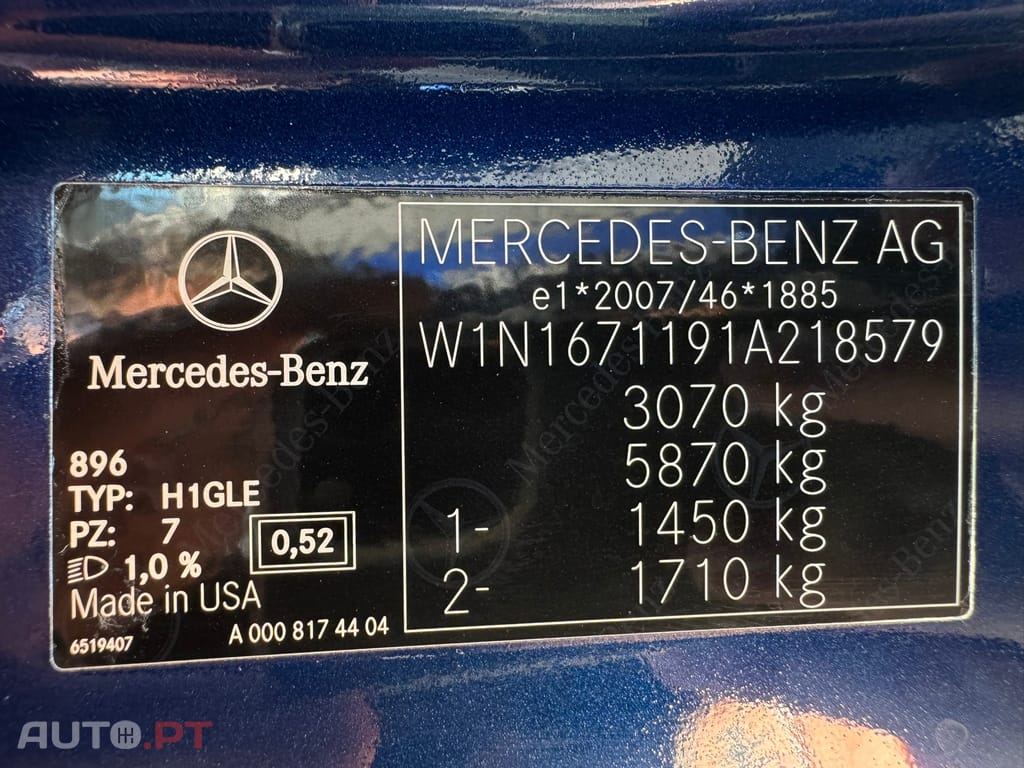 Mercedes-Benz
896
TYP: H1GLE
PZ: 7
0,52
1,0 %
Made in USA
6519407
A 000 817 44 04
MERCEDES-BENZ AG
e1*2007/46*1885
W1N1671191A218579
3070 kg
5870 kg
1- 1450 kg
2- 1710 kg
AUTO.PT